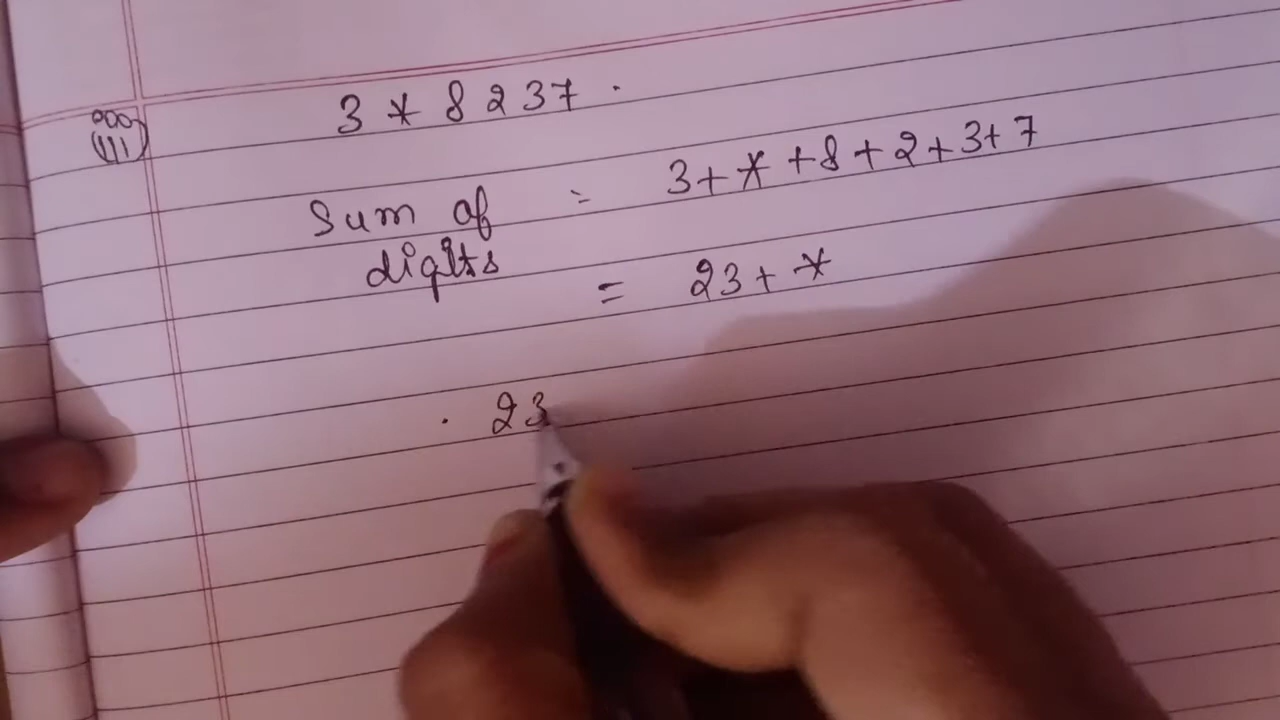 (iii) 3 * 8 2 3 7 .
Sum of digits = 3 + * + 8 + 2 + 3 + 7
= 23 + *
. 23